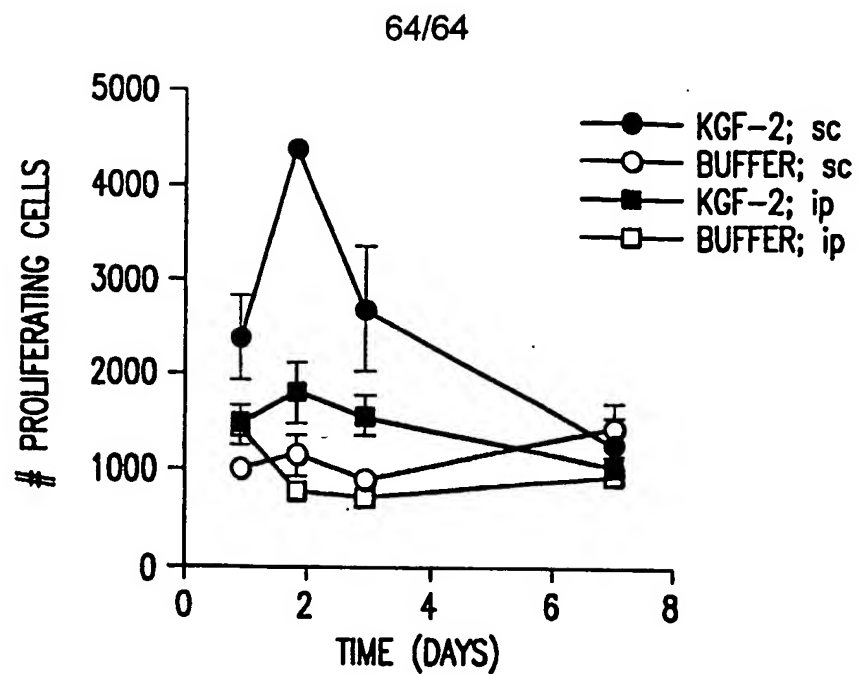 64/64
5000
4000
3000
2000
1000
0
# PROLIFERATING CELLS
0 2 4 6 8
TIME (DAYS)
KGF-2; sc
BUFFER; sc
KGF-2; ip
BUFFER; ip